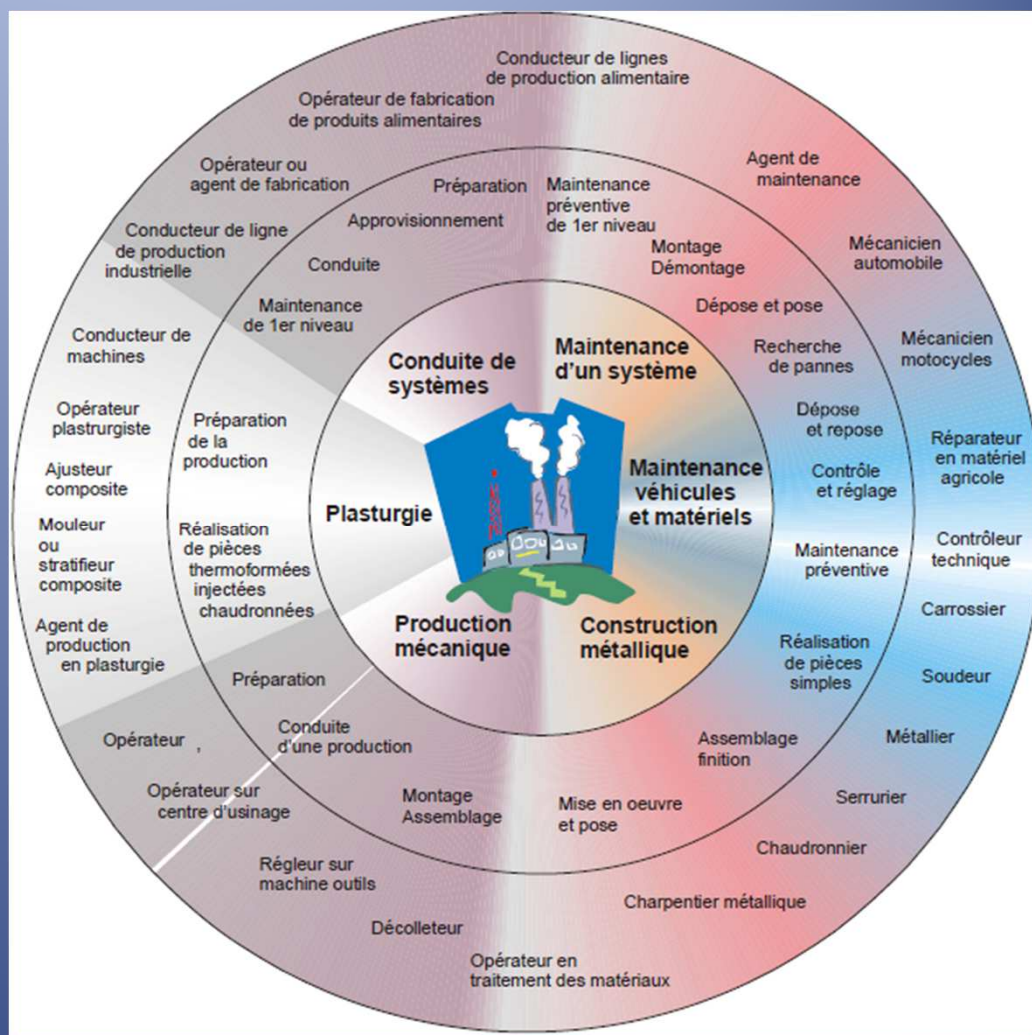 Conducteur de lignes
de production alimentaire
Opérateur de fabrication
de produits alimentaires
Opérateur ou
agent de fabrication
Conducteur de ligne
de production
industrielle
Conducteur de
machines
Opérateur
plastrurgiste
Ajusteur
composite
Mouleur
ou
stratifieur
composite
Agent de
production
en plasturgie
Opérateur ,
Opérateur sur
centre d'usinage
Régleur sur
machine outils
Décolleteur
Opérateur en
traitement des matériaux
Charpentier métallique
Chaudronnier
Serrurier
Métallier
Soudeur
Carrossier
Contrôleur
technique
Réparateur
en matériel
agricole
Mécanicien
motocycles
Mécanicien
automobile
Agent de
maintenance
Préparation
Approvisionnement
Conduite
Maintenance
de 1er niveau
Préparation
de la
production
Réalisation
de pièces
thermoformées
injectées
chaudronnées
Préparation
Conduite
d'une production
Montage
Assemblage
Mise en oeuvre
et pose
Assemblage
finition
Réalisation
de pièces
simples
Maintenance
préventive
Contrôle
et réglage
Dépose
et repose
Recherche
de pannes
Dépose et pose
Montage
Démontage
Maintenance
préventive
de 1er niveau
Conduite de
systèmes
Maintenance
d'un système
Plasturgie
Maintenance
véhicules
et matériels
Production
mécanique
Construction
métallique